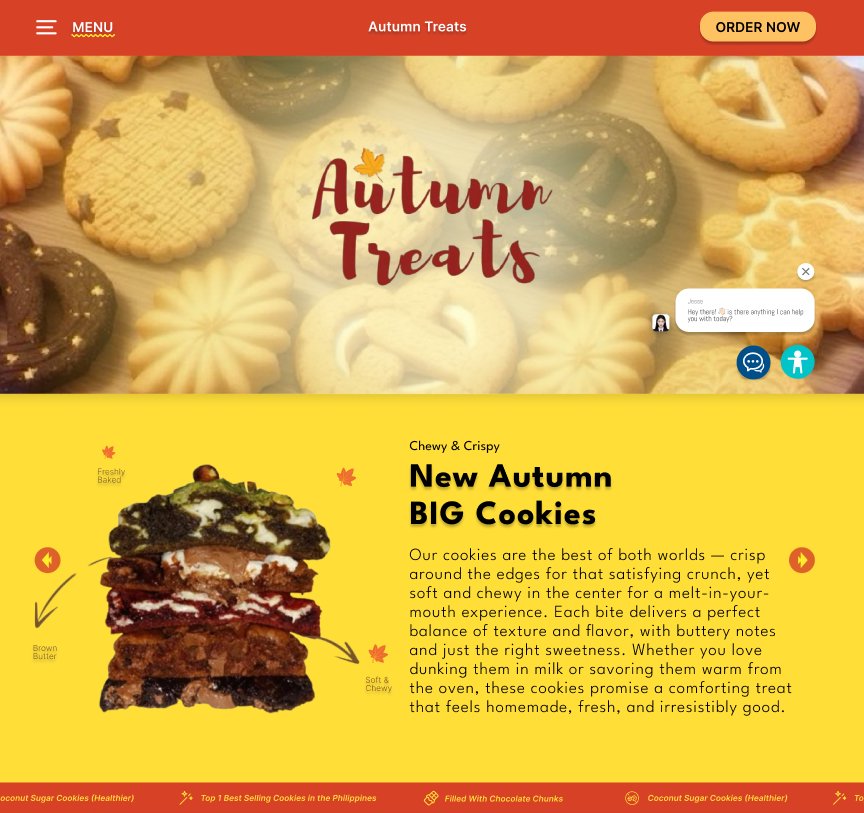 MENU
Autumn Treats
ORDER NOW
Autumn
Treats
Jesse
Hey there! 👋🏻 is there anything I can help
you with today?
Freshly
Baked
Brown
Butter
Soft &
Chewy
Chewy & Crispy
New Autumn
BIG Cookies
Our cookies are the best of both worlds — crisp
around the edges for that satisfying crunch, yet
soft and chewy in the center for a melt-in-your-
mouth experience. Each bite delivers a perfect
balance of texture and flavor, with buttery notes
and just the right sweetness. Whether you love
dunking them in milk or savoring them warm from
the oven, these cookies promise a comforting treat
that feels homemade, fresh, and irresistibly good.
oconut Sugar Cookies (Healthier) Top 1 Best Selling Cookies in the Philippines Filled With Chocolate Chunks Coconut Sugar Cookies (Healthier) To